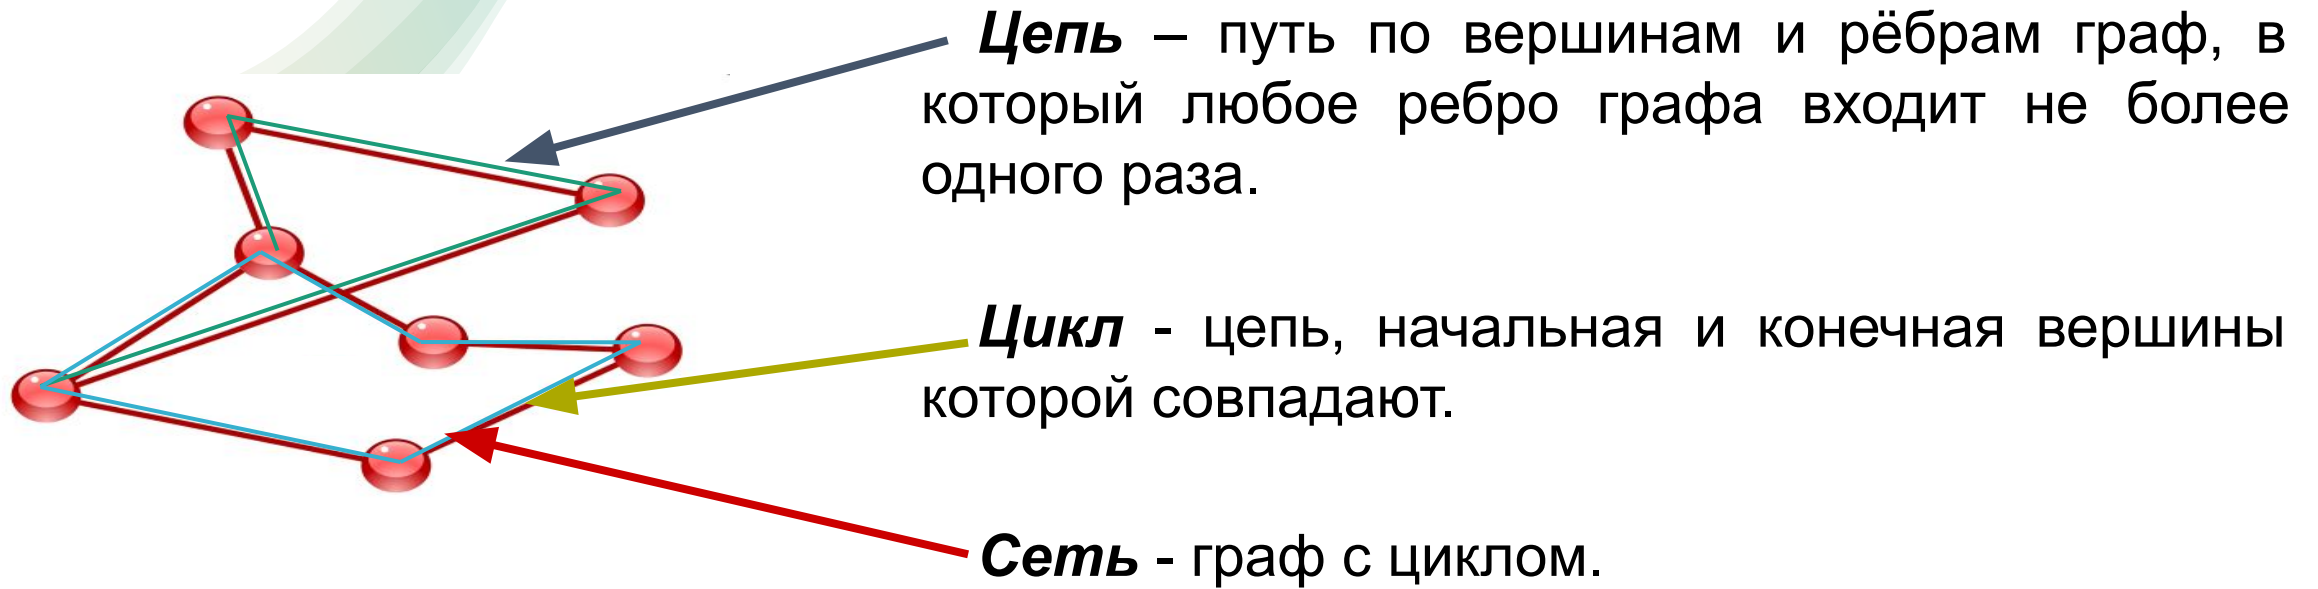 Цепь – путь по вершинам и рёбрам граф, в
который любое ребро графа входит не более
одного раза.
Цикл - цепь, начальная и конечная вершины
которой совпадают.
Сеть - граф с циклом.